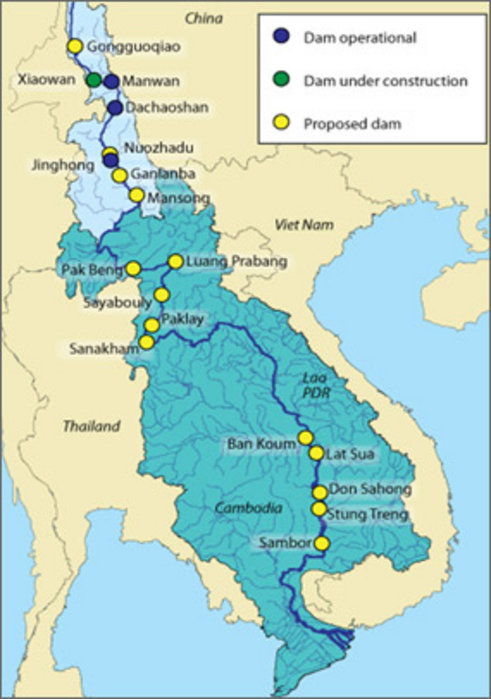 China
Dam operational
Gongguoqiao
Xiaowan
Manwan
Dam under construction
Dachaoshan
Proposed dam
Nuozhadu
Jinghong
Ganlanba
Mansong
Viet Nam
Pak Beng
Luang Prabang
Sayabouly
Paklay
Sanakham
Lao
PDR
Thailand
Ban Koum
Lat Sua
Don Sahong
Cambodia
Stung Treng
Sambor